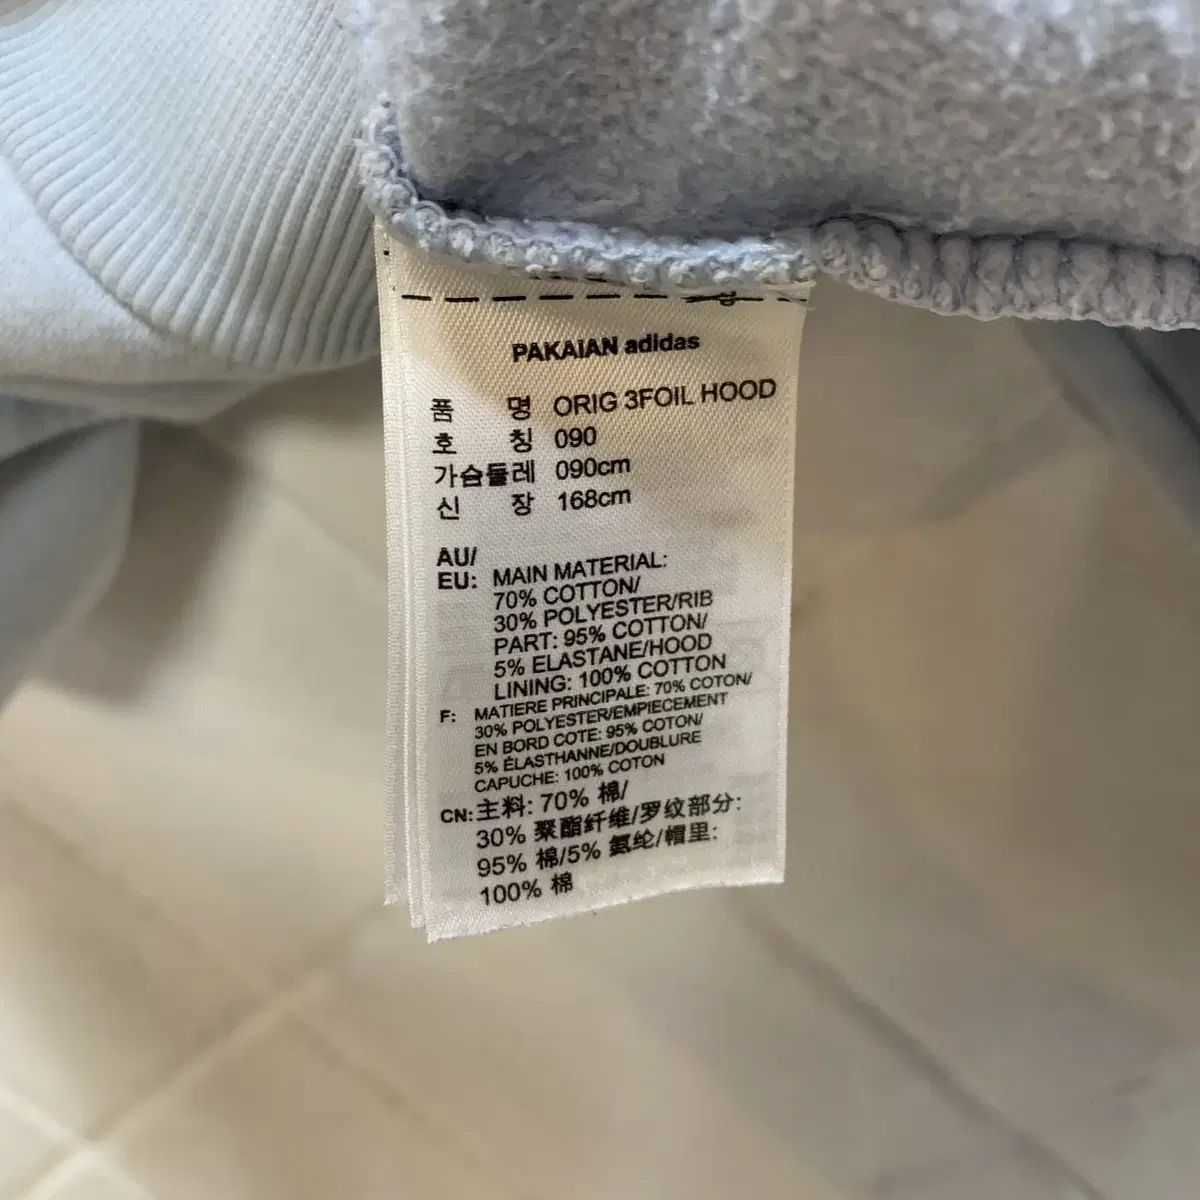 PAKAIAN adidas
품 명 ORIG 3FOIL HOOD
호 칭 090
가슴둘레 090cm
신 장 168cm
AU/
EU: MAIN MATERIAL:
70% COTTON/
30% POLYESTER/RIB
PART: 95% COTTON/
5% ELASTANE/HOOD
LINING: 100% COTTON
F: MATIERE PRINCIPALE: 70% COTON/
30% POLYESTER/EMPIECEMENT
EN BORD COTE: 95% COTON/
5% ÉLASTHANNE/DOUBLURE
CAPUCHE: 100% COTON
CN: 主料: 70% 棉/
30% 聚酯纤维/罗纹部分:
95% 棉/5% 氨纶/帽里:
100% 棉